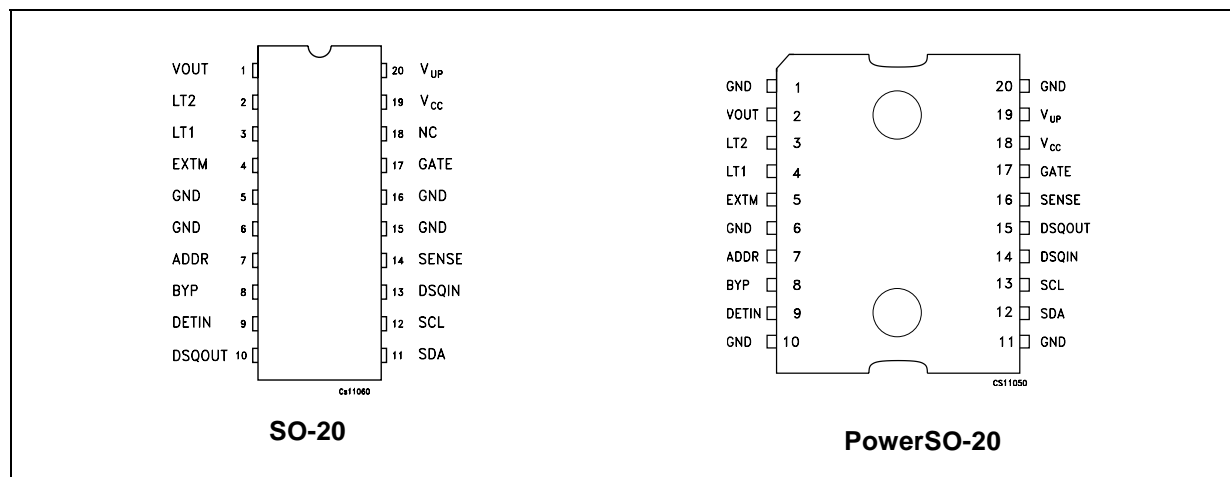 VOUT 1 20 VUP
LT2 2 19 VCC
LT1 3 18 NC
EXTM 4 17 GATE
GND 5 16 GND
GND 6 15 GND
ADDR 7 14 SENSE
BYP 8 13 DSQIN
DETIN 9 12 SCL
DSQOUT 10 11 SDA
Cs11060
SO-20
GND 1 20 GND
VOUT 2 19 VUP
LT2 3 18 VCC
LT1 4 17 GATE
EXTM 5 16 SENSE
GND 6 15 DSQOUT
ADDR 7 14 DSQIN
BYP 8 13 SCL
DETIN 9 12 SDA
GND 10 11 GND
CS11050
PowerSO-20